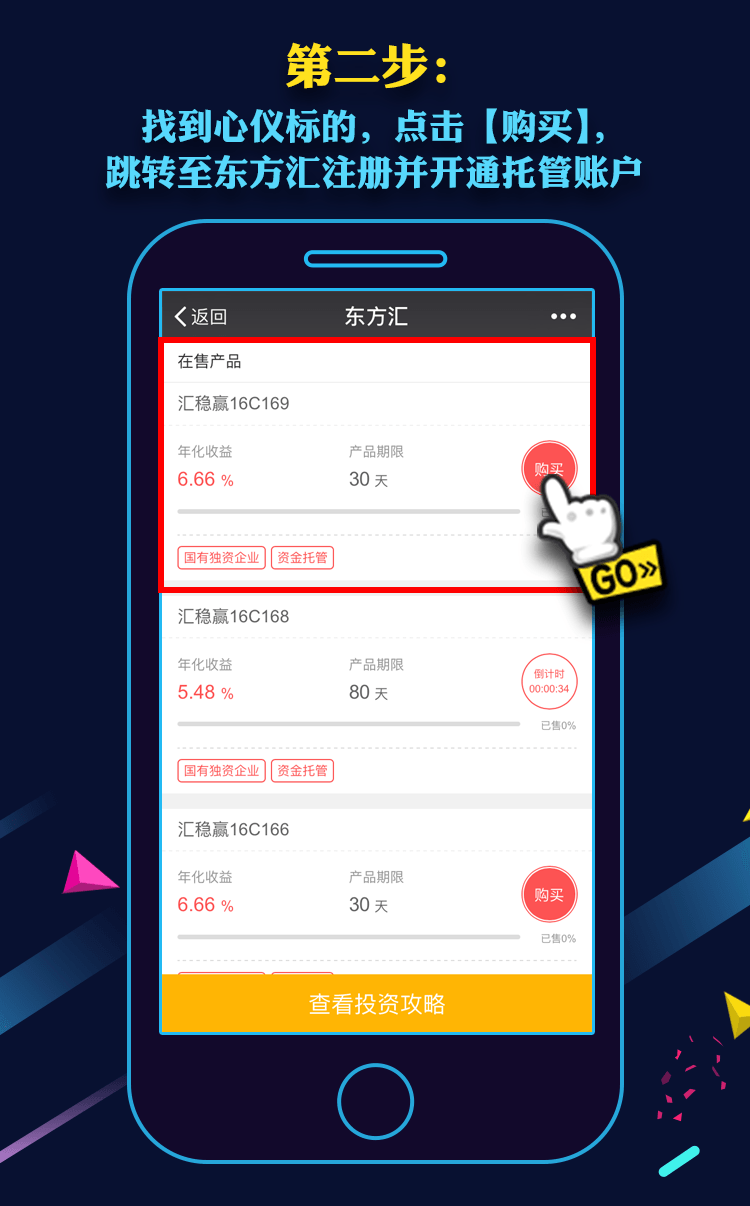 第二步：
找到心仪标的，点击【购买】，
跳转至东方汇注册并开通托管账户
返回 东方汇 •••
在售产品
汇稳赢16C169
年化收益 产品期限
6.66 % 30 天
购买
国有独资企业 资金托管
GO»
汇稳赢16C168
年化收益 产品期限
5.48 % 80 天
倒计时
00:00:34
已售0%
国有独资企业 资金托管
汇稳赢16C166
年化收益 产品期限
6.66 % 30 天
购买
已售0%
查看投资攻略